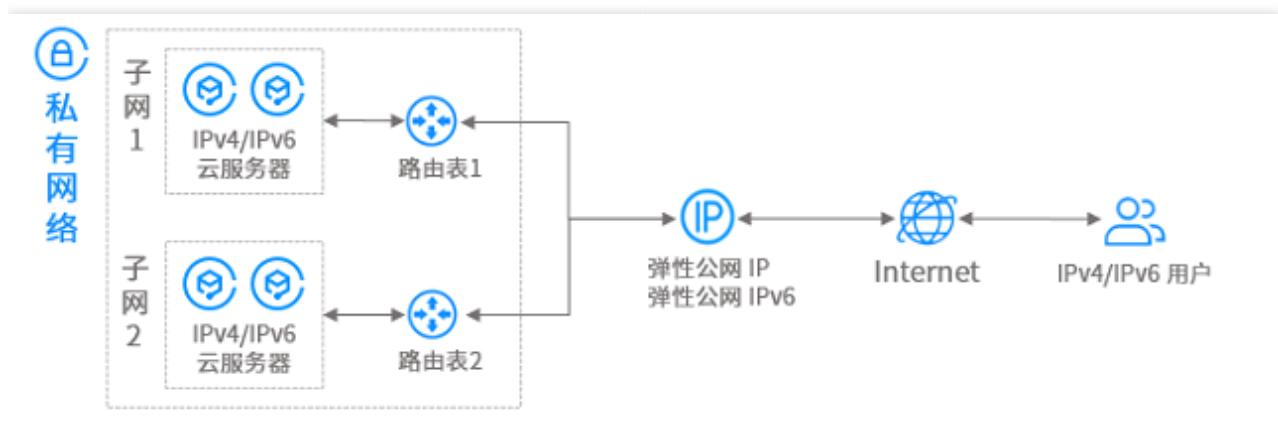 私有网络
子网1
IPv4/IPv6
云服务器
路由表1
子网2
IPv4/IPv6
云服务器
路由表2
IP
弹性公网 IP
弹性公网 IPv6
Internet
IPv4/IPv6 用户